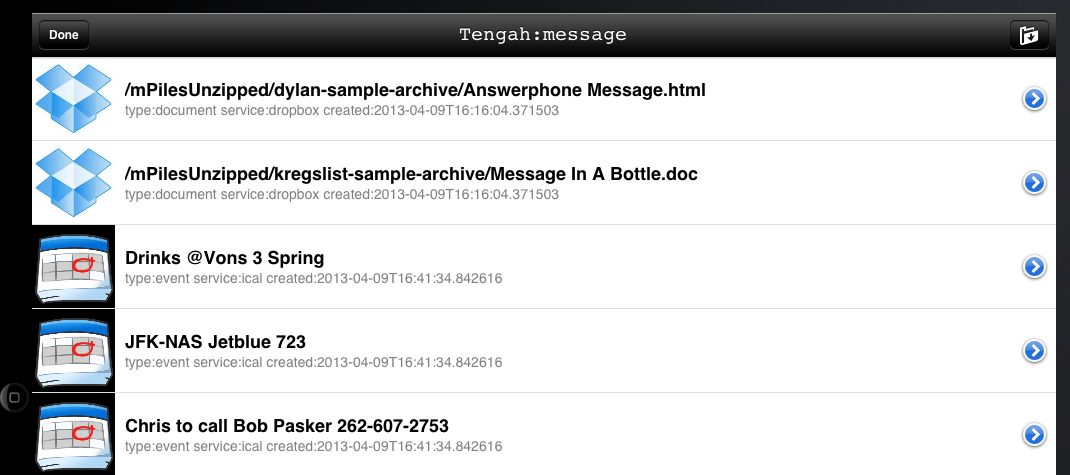 Done
Tengah:message
/mPilesUnzipped/dylan-sample-archive/Answerphone Message.html
type:document service:dropbox created:2013-04-09T16:16:04.371503
/mPilesUnzipped/kregslist-sample-archive/Message In A Bottle.doc
type:document service:dropbox created:2013-04-09T16:16:04.371503
Drinks @Vons 3 Spring
type:event service:ical created:2013-04-09T16:41:34.842616
JFK-NAS Jetblue 723
type:event service:ical created:2013-04-09T16:41:34.842616
Chris to call Bob Pasker 262-607-2753
type:event service:ical created:2013-04-09T16:41:34.842616